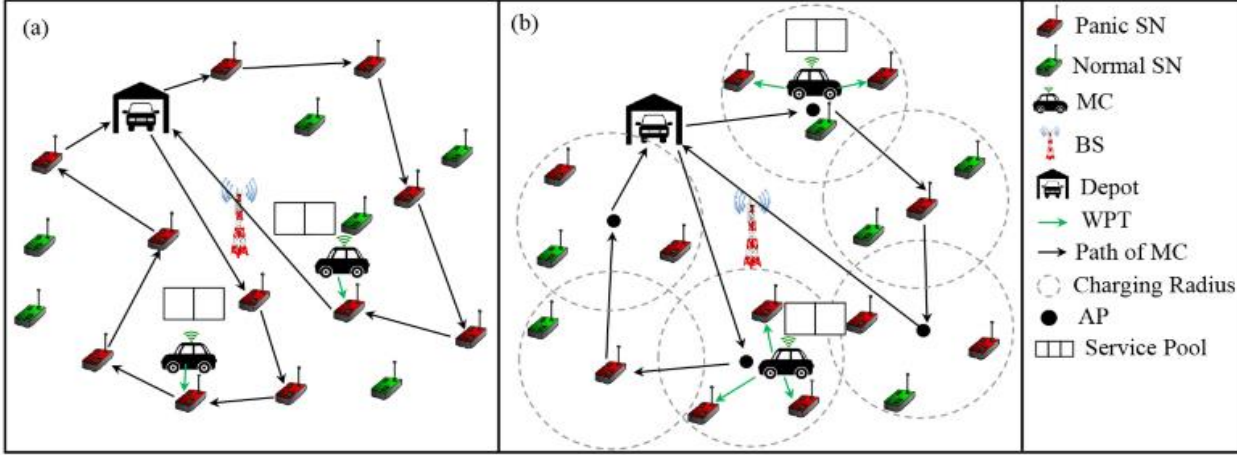 (a)
(b)
Panic SN
Normal SN
MC
BS
Depot
WPT
Path of MC
Charging Radius
AP
Service Pool